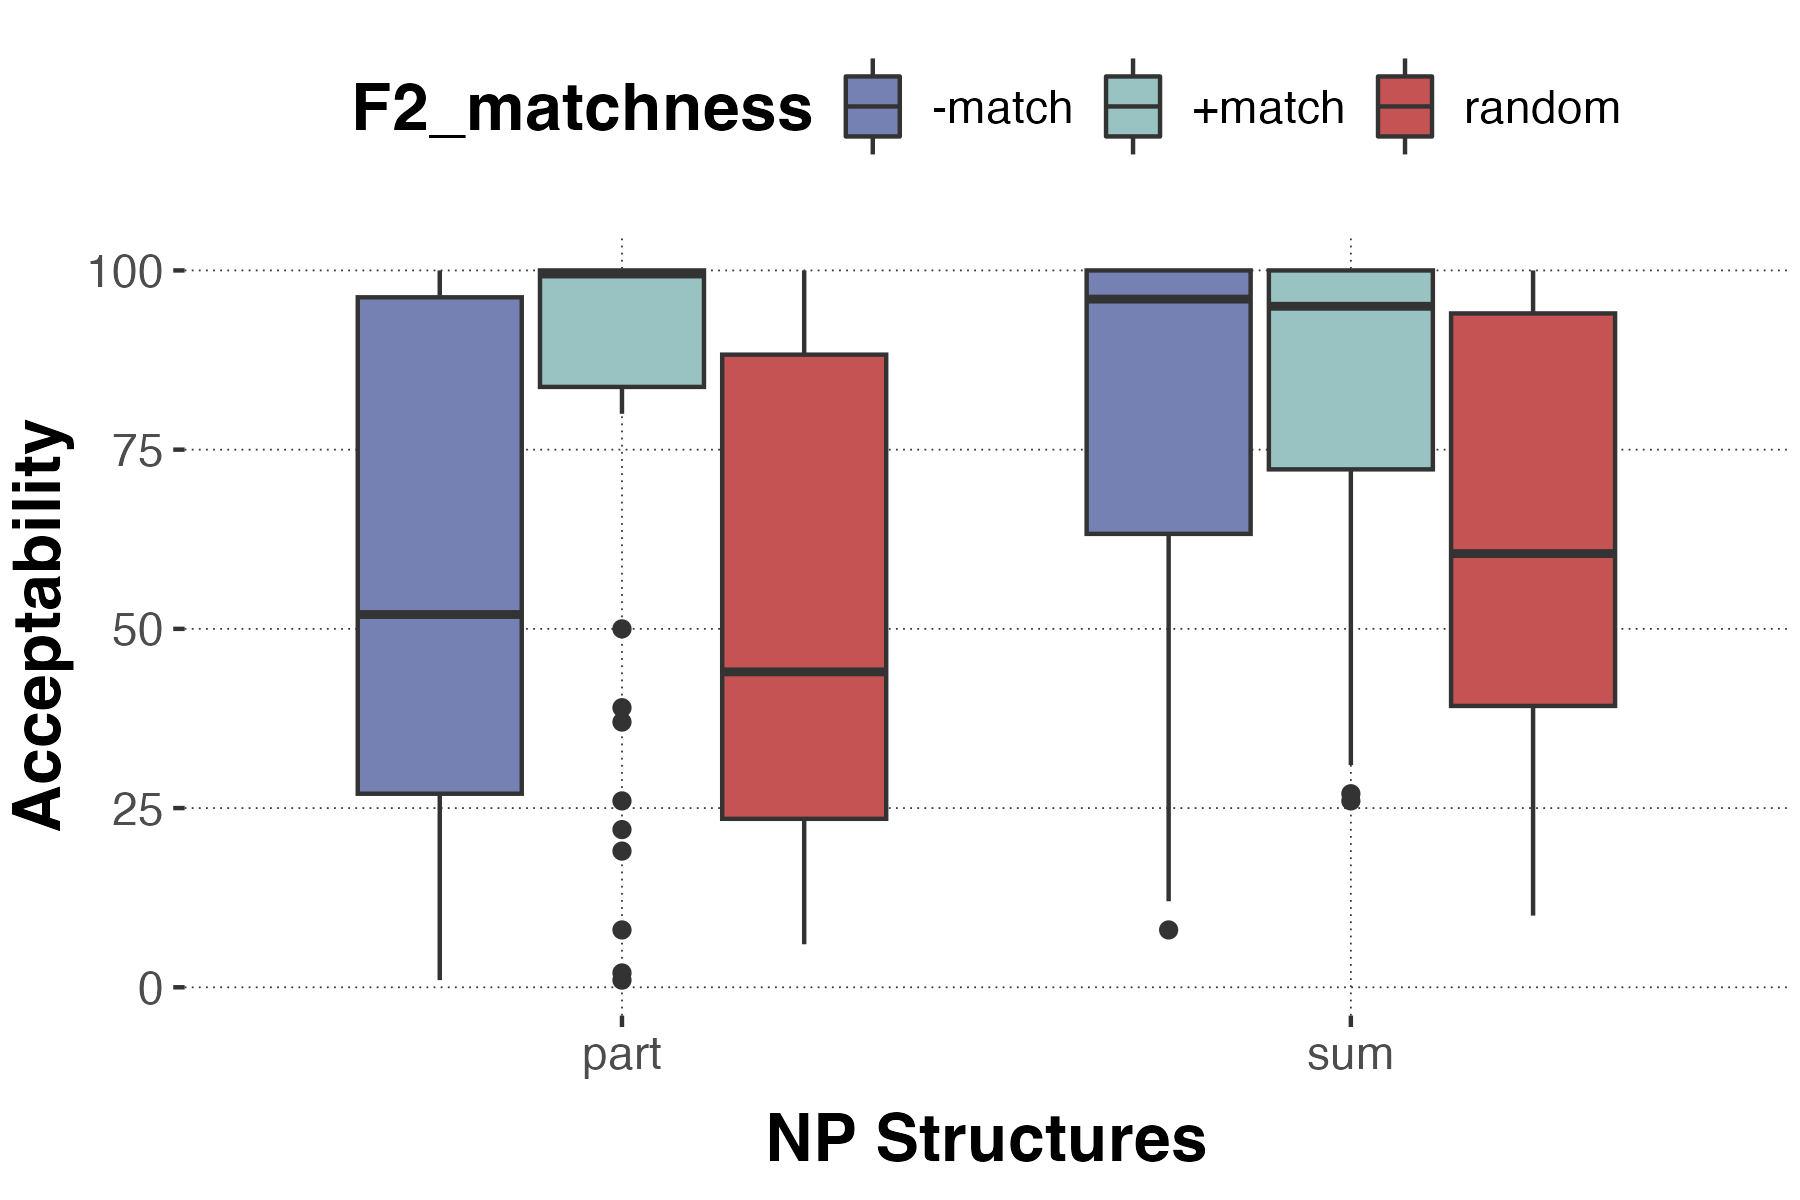 F2_matchness -match +match random
100
75
50
25
0
Acceptability
part sum
NP Structures